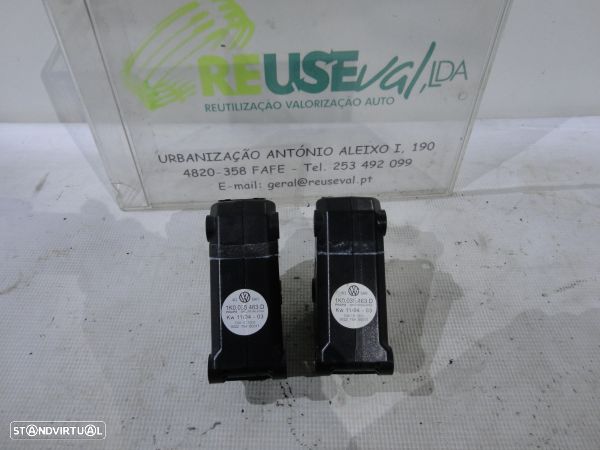 REUSEval,LDA
REUTILIZAÇÃO VALORIZAÇÃO AUTO
URBANIZAÇÃO ANTÓNIO ALEIXO I, 190
4820-358 FAFE - Tel. 253 492 099
E-mail: geral@reuseval.pt
1K0 035 463 D
Kw 11/04 - 03
1K0 035 463 D
Kw 11/04 - 03
STANDVIRTUAL